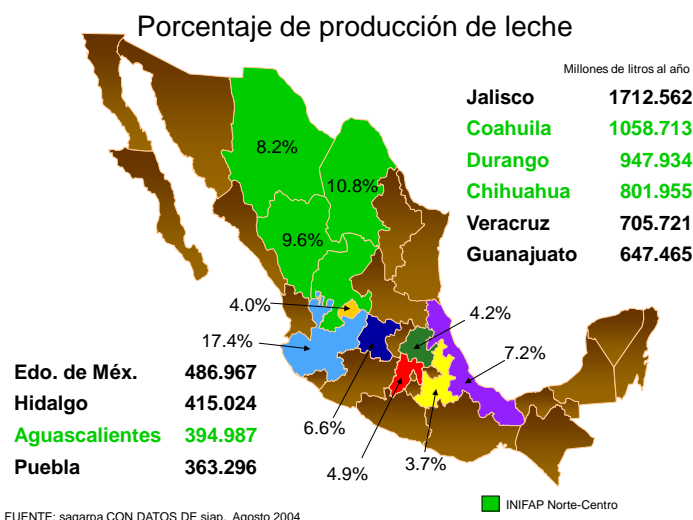 Porcentaje de producción de leche
Millones de litros al año
Jalisco 1712.562
Coahuila 1058.713
Durango 947.934
Chihuahua 801.955
Veracruz 705.721
Guanajuato 647.465
8.2%
10.8%
9.6%
4.0%
17.4%
4.2%
7.2%
6.6%
4.9%
3.7%
Edo. de Méx. 486.967
Hidalgo 415.024
Aguascalientes 394.987
Puebla 363.296
INIFAP Norte-Centro
FUENTE: sagarpa CON DATOS DE siap. Agosto 2004